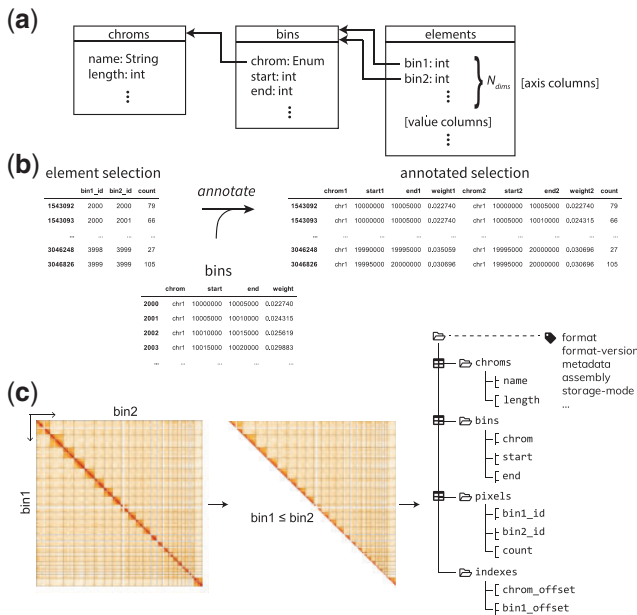 (a)
chroms
name: String
length: int
⋮
bins
chrom: Enum
start: int
end: int
⋮
elements
bin1: int
bin2: int
⋮
[value columns]
⋮
N dims
[axis columns]
(b)
element selection
bin1_id bin2_id count
1543092 2000 2000 79
1543093 2000 2001 66
... ... ... ...
3046248 3998 3999 27
3046826 3999 3999 105
annotate
bins
chrom start end weight
2000 chr1 10000000 10005000 0.022740
2001 chr1 10005000 10010000 0.024315
2002 chr1 10010000 10015000 0.025619
2003 chr1 10015000 10020000 0.029883
... ... ... ... ...
annotated selection
chrom1 start1 end1 weight1 chrom2 start2 end2 weight2 count
1543092 chr1 10000000 10005000 0.022740 chr1 10000000 10005000 0.022740 79
1543093 chr1 10000000 10005000 0.022740 chr1 10005000 10010000 0.024315 66
... ... ... ... ... ... ... ... ... ...
3046248 chr1 19990000 19995000 0.035059 chr1 19995000 20000000 0.030696 27
3046826 chr1 19995000 20000000 0.030696 chr1 19995000 20000000 0.030696 105
(c)
bin2
bin1
bin1 ≤ bin2
format
format-version
metadata
assembly
storage-mode
...
chroms
name
length
bins
chrom
start
end
pixels
bin1_id
bin2_id
count
indexes
chrom_offset
bin1_offset